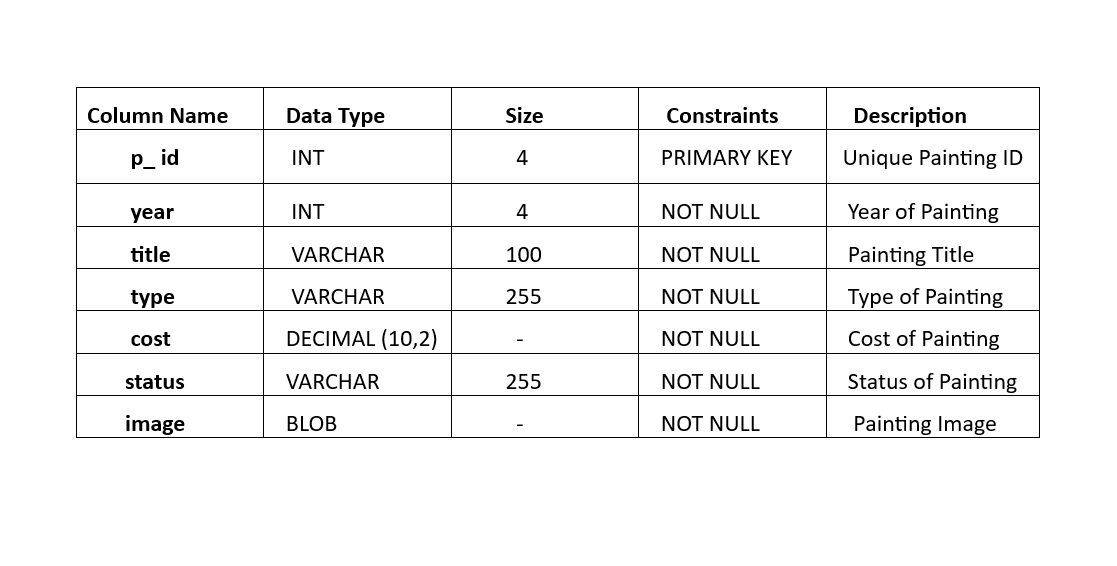 Column Name Data Type Size Constraints Description
p_ id INT 4 PRIMARY KEY Unique Painting ID
year INT 4 NOT NULL Year of Painting
title VARCHAR 100 NOT NULL Painting Title
type VARCHAR 255 NOT NULL Type of Painting
cost DECIMAL (10,2) - NOT NULL Cost of Painting
status VARCHAR 255 NOT NULL Status of Painting
image BLOB - NOT NULL Painting Image